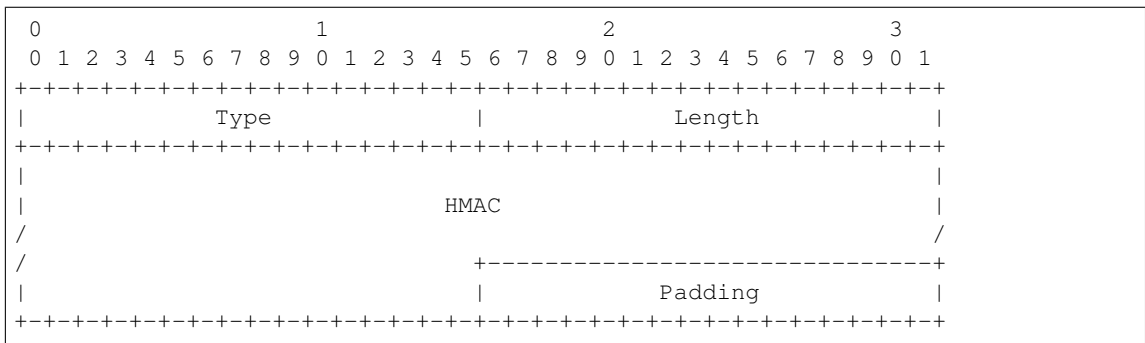 0                   1                   2                   3
 0 1 2 3 4 5 6 7 8 9 0 1 2 3 4 5 6 7 8 9 0 1 2 3 4 5 6 7 8 9 0 1
+-+-+-+-+-+-+-+-+-+-+-+-+-+-+-+-+-+-+-+-+-+-+-+-+-+-+-+-+-+-+-+-+
|             Type              |             Length            |
+-+-+-+-+-+-+-+-+-+-+-+-+-+-+-+-+-+-+-+-+-+-+-+-+-+-+-+-+-+-+-+-+
|                                                               |
|                             HMAC                              |
/                                                               /
/                               +-------------------------------+
|                               |            Padding            |
+-+-+-+-+-+-+-+-+-+-+-+-+-+-+-+-+-+-+-+-+-+-+-+-+-+-+-+-+-+-+-+-+